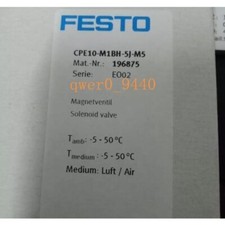 FESTO
CPE10-M1BH-5J-M5
Mat.-Nr.: 196875
Serie: EO02
qwer0_9440
Magnetventil
Solenoid valve
Tamb: -5 - 50 °C
Tmedium: -5 - 50 °C
Medium: Luft / Air